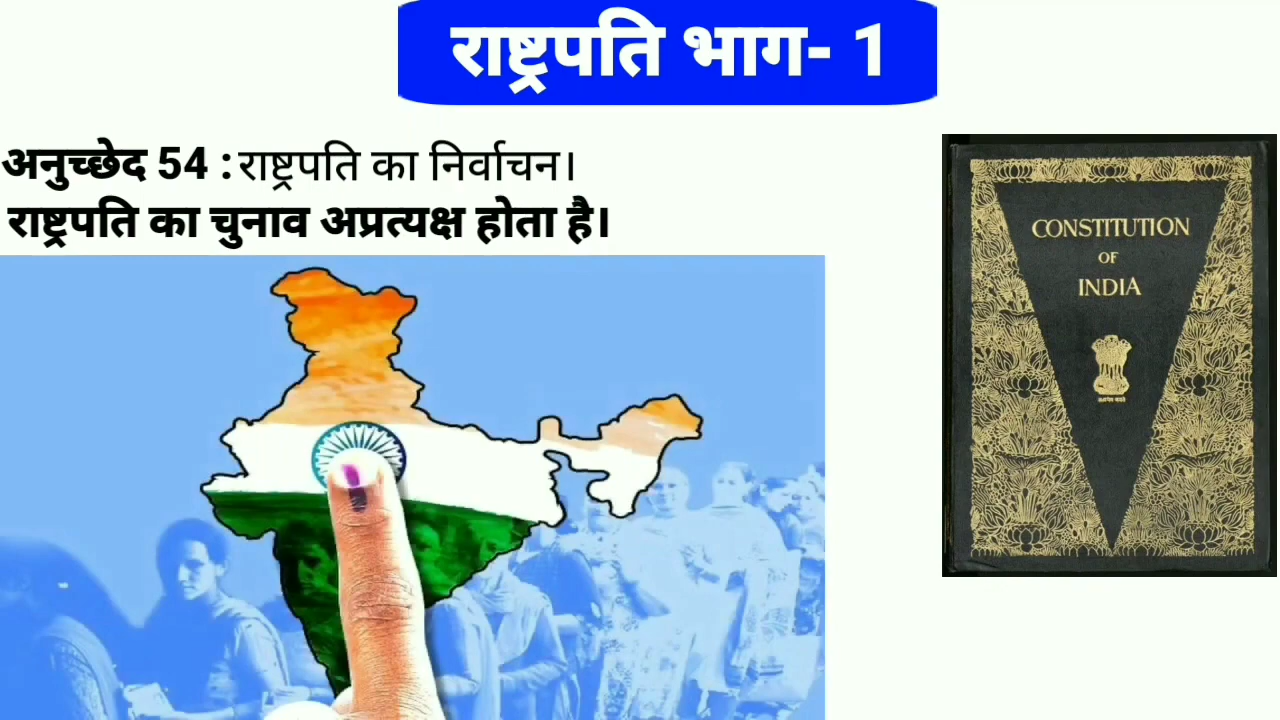 राष्ट्रपति भाग- 1
अनुच्छेद 54 : राष्ट्रपति का निर्वाचन।
राष्ट्रपति का चुनाव अप्रत्यक्ष होता है।
CONSTITUTION
OF
INDIA